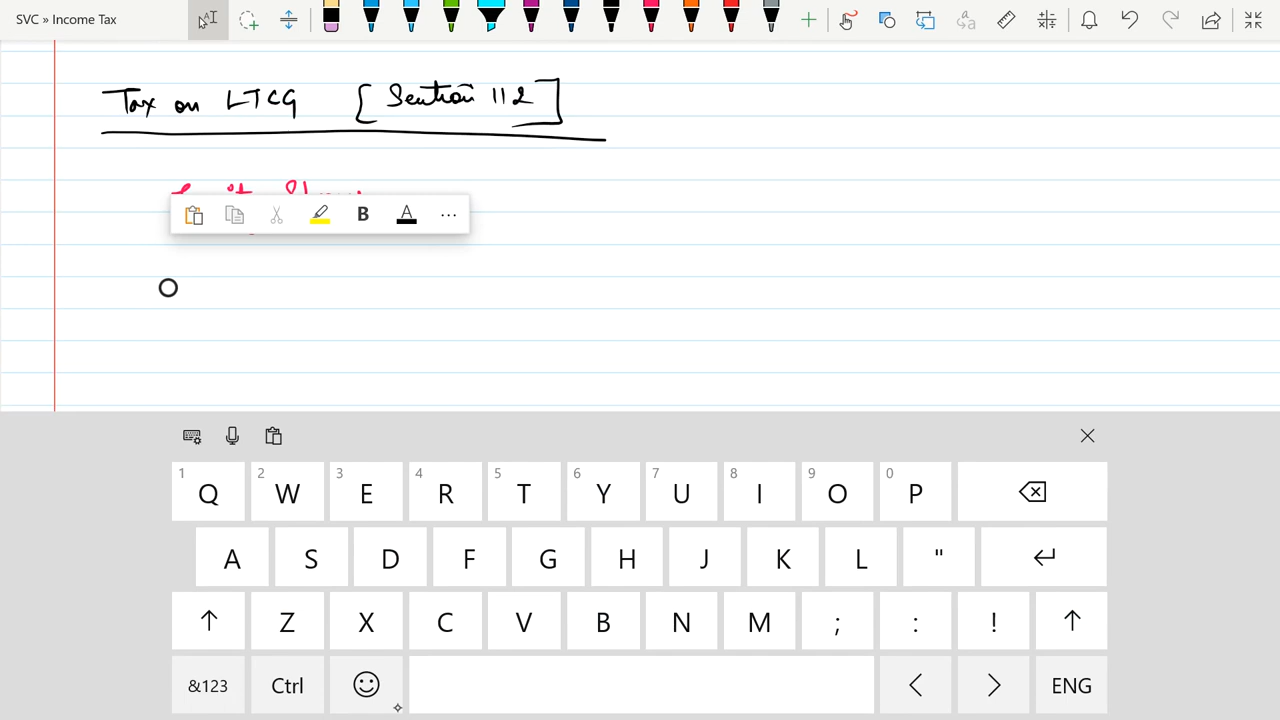 SVC » Income Tax
Tax on LTCG [Section 112]
B A ...
1 Q 2 W 3 E 4 R 5 T 6 Y 7 U 8 I 9 O 0 P
A S D F G H J K L "
Z X C V B N M ; : !
&123 Ctrl ENG